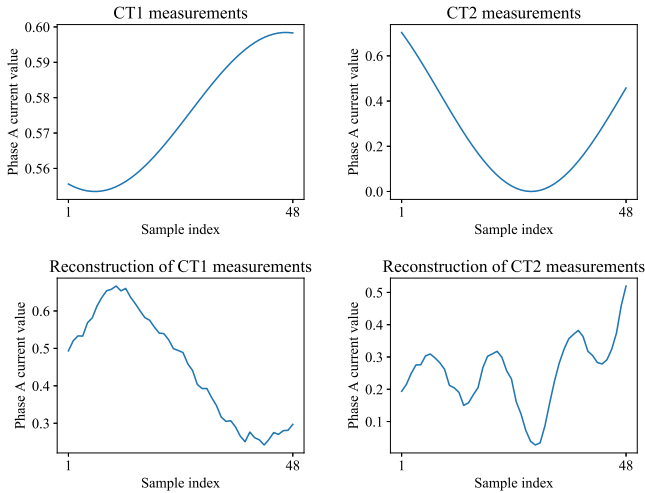 CT1 measurements
Phase A current value
0.60
0.59
0.58
0.57
0.56
1
48
Sample index
CT2 measurements
Phase A current value
0.6
0.4
0.2
0.0
1
48
Sample index
Reconstruction of CT1 measurements
Phase A current value
0.6
0.5
0.4
0.3
1
48
Sample index
Reconstruction of CT2 measurements
Phase A current value
0.5
0.4
0.3
0.2
0.1
1
48
Sample index